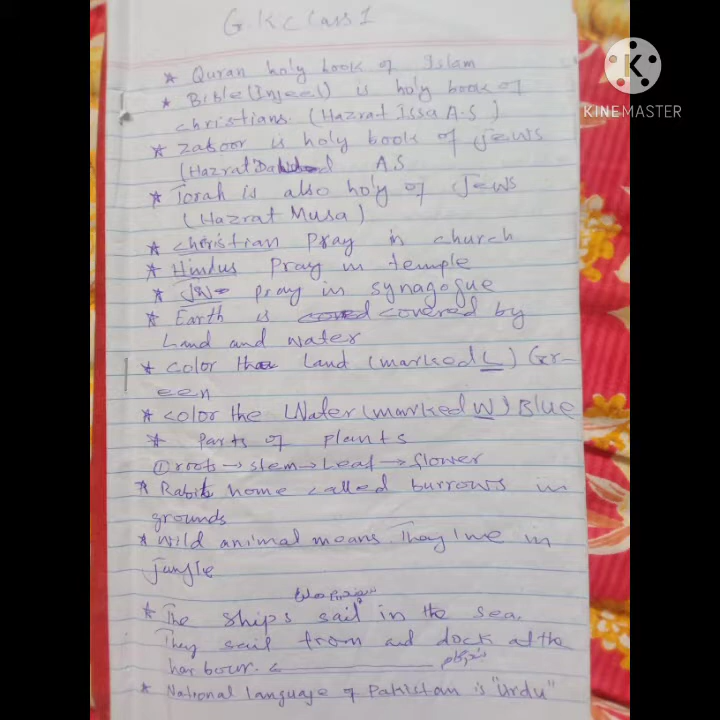 G.K Class 1
* Quran holy book of Islam
* Bible (Injeel) is holy book of
christians. (Hazrat Issa A.S)
* Zaboor is holy book of Jews
(Hazrat A.S
* Torah is also holy of Jews
(Hazrat Musa)
* Christian Pray in church
* Hindus Pray in temple
* Pray in synagogue
* Earth is covered by
Land and water
* Color Land (marked L) Gr-
een
* Color the Water (marked W) Blue
* Parts of plants
① roots → stem → Leaf → flower
* home called burrows in
grounds
* Wild animal means They live in
jungle
* The ships sail in the sea.
They sail from and dock at the
harbour.
* National Language of Pakistan is "Urdu"
K
KINEMASTER